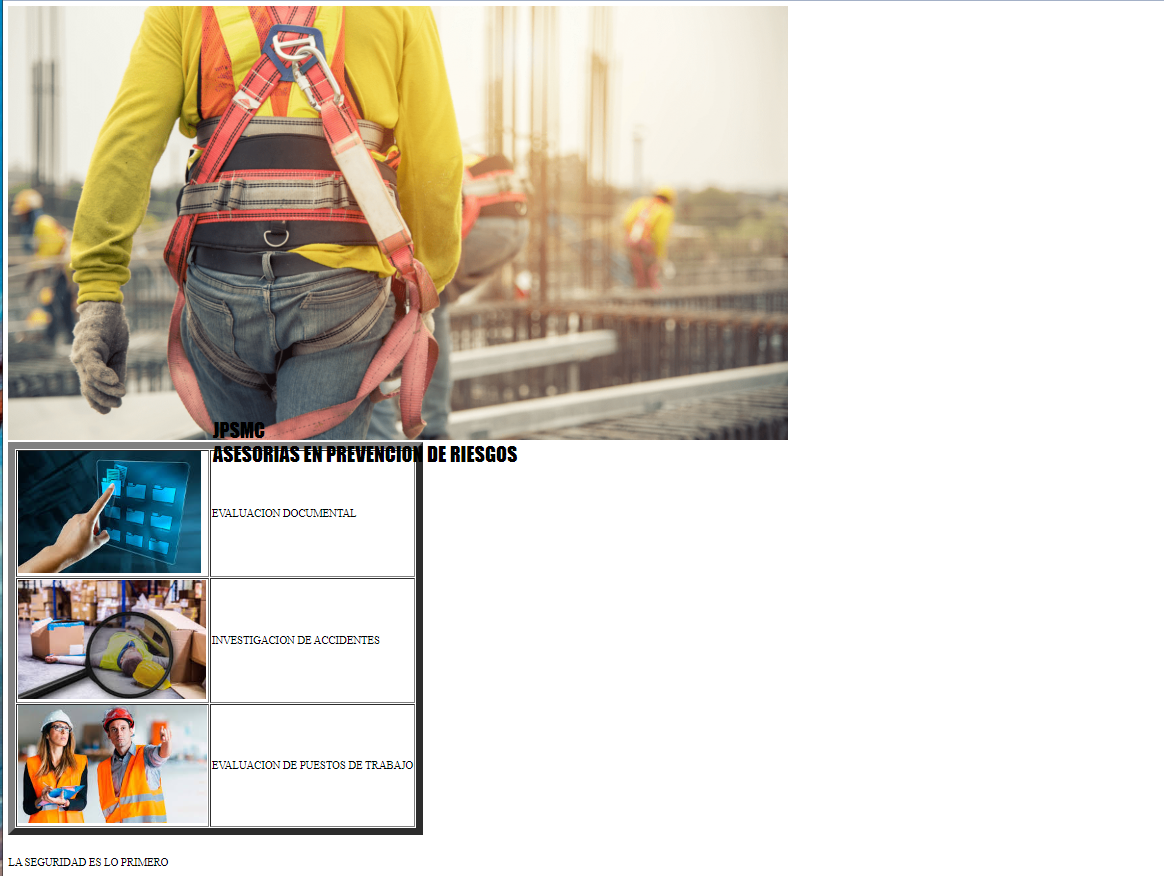 JPSMC
ASESORIAS EN PREVENCION DE RIESGOS
EVALUACION DOCUMENTAL
INVESTIGACION DE ACCIDENTES
EVALUACION DE PUESTOS DE TRABAJO
LA SEGURIDAD ES LO PRIMERO